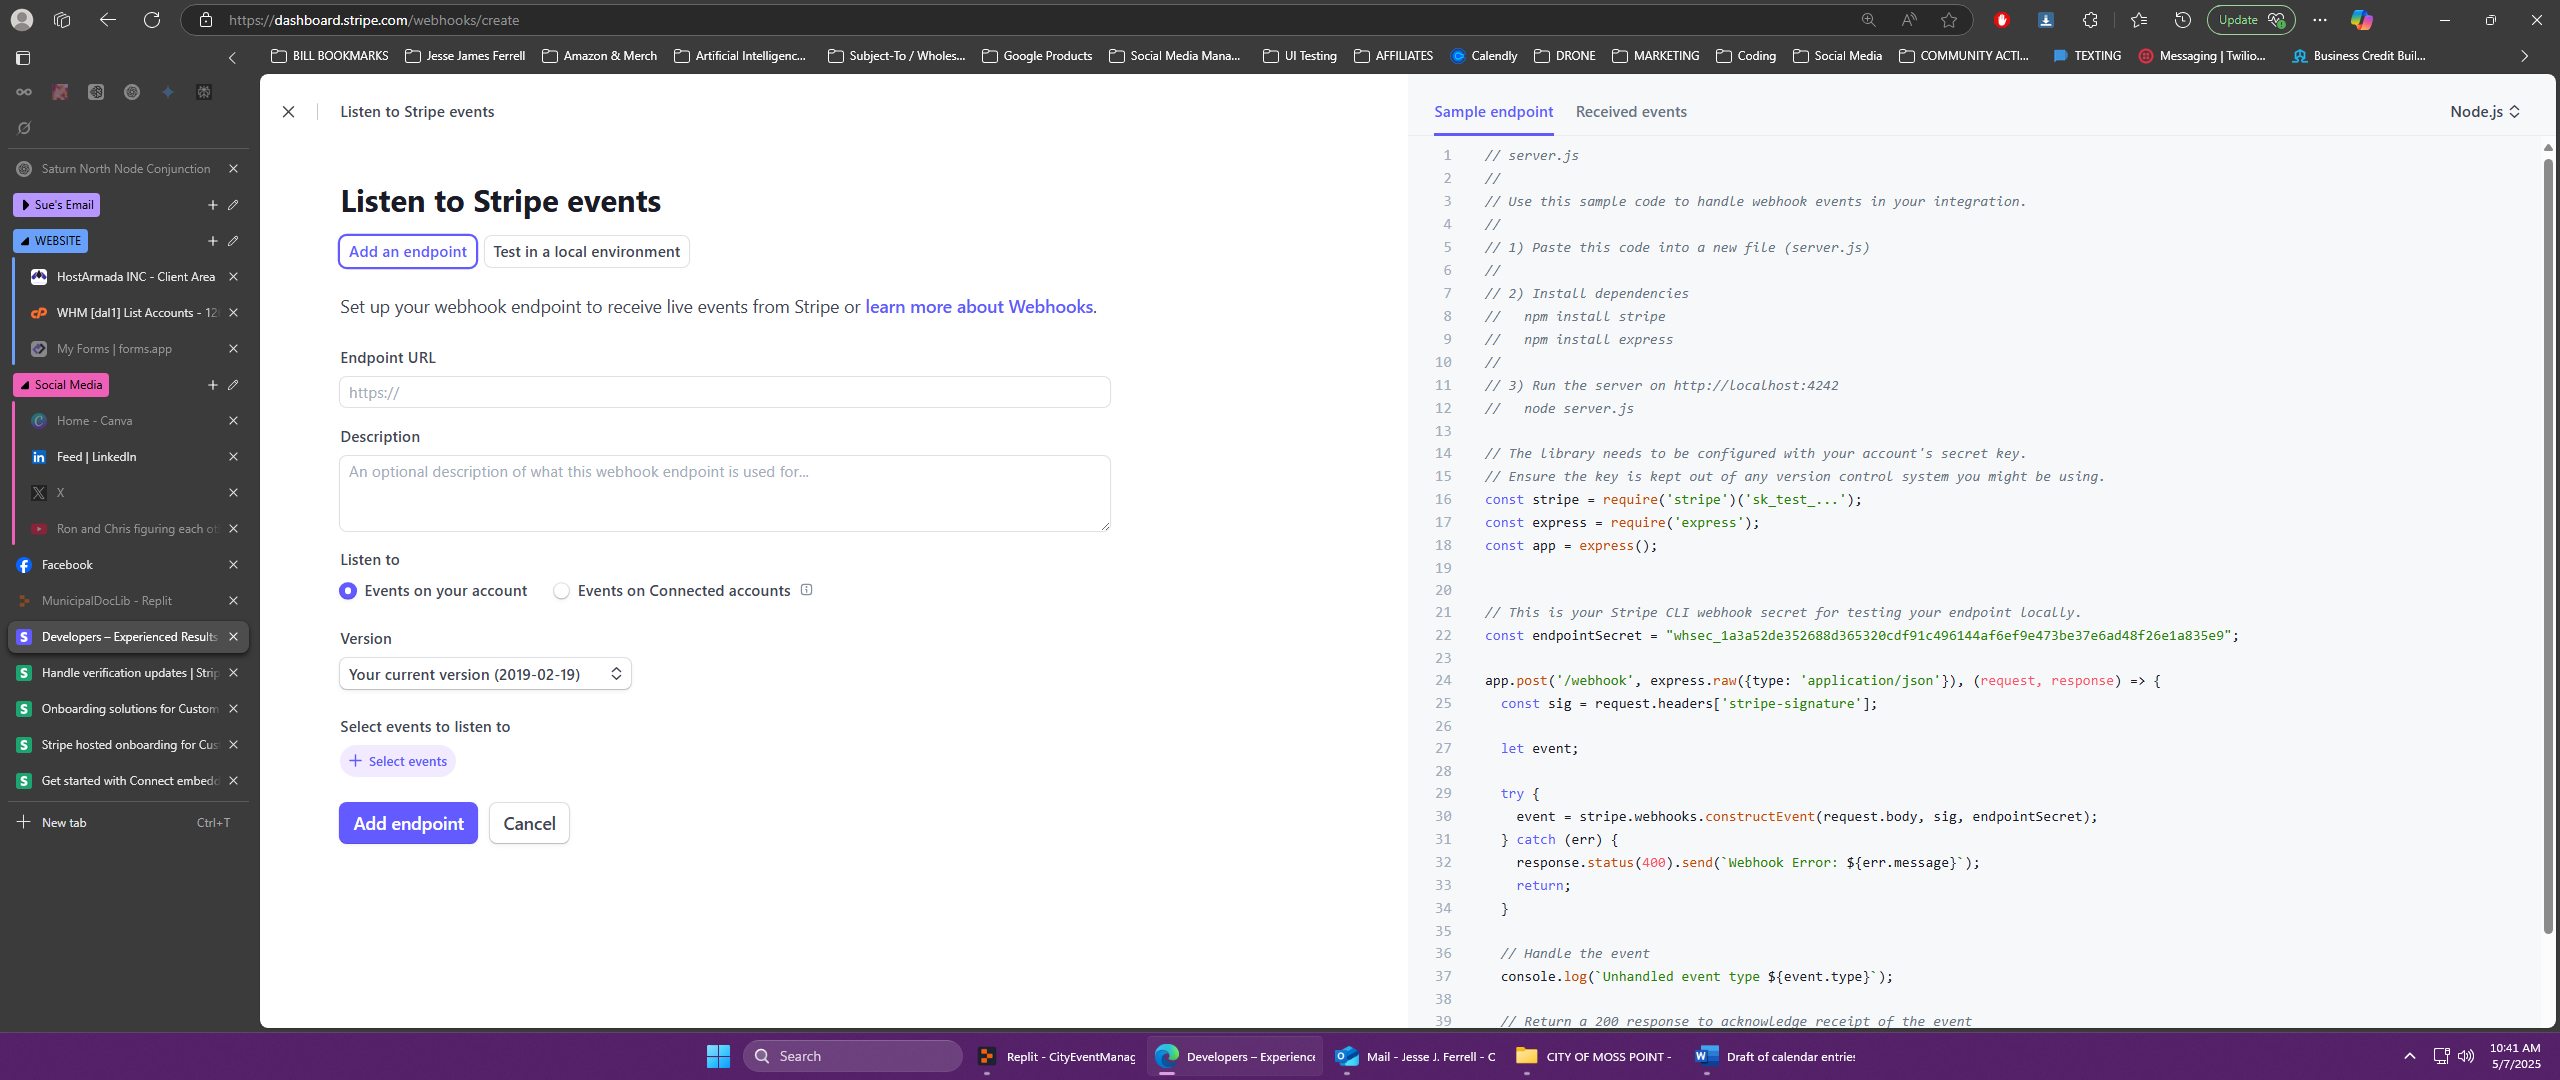 https://dashboard.stripe.com/webhooks/create
Update
BILL BOOKMARKS
Jesse James Ferrell
Amazon & Merch
Artificial Intelligenc...
Subject-To / Wholes...
Google Products
Social Media Mana...
UI Testing
AFFILIATES
Calendly
DRONE
MARKETING
Coding
Social Media
COMMUNITY ACTI...
TEXTING
Messaging | Twilio...
Business Credit Buil...
Saturn North Node Conjunction
Sue's Email
WEBSITE
HostArmada INC - Client Area
WHM [dal1] List Accounts - 12
My Forms | forms.app
Social Media
Home - Canva
Feed | LinkedIn
X
Ron and Chris figuring each ot
Facebook
MunicipalDocLib - Replit
Developers – Experienced Results
Handle verification updates | Strip
Onboarding solutions for Custom
Stripe hosted onboarding for Cus
Get started with Connect embedd
New tab
Ctrl+T
Listen to Stripe events
Listen to Stripe events
Add an endpoint
Test in a local environment
Set up your webhook endpoint to receive live events from Stripe or learn more about Webhooks.
Endpoint URL
https://
Description
An optional description of what this webhook endpoint is used for...
Listen to
Events on your account
Events on Connected accounts
Version
Your current version (2019-02-19)
Select events to listen to
+ Select events
Add endpoint
Cancel
Sample endpoint
Received events
Node.js
1 // server.js
2 //
3 // Use this sample code to handle webhook events in your integration.
4 //
5 // 1) Paste this code into a new file (server.js)
6 //
7 // 2) Install dependencies
8 //   npm install stripe
9 //   npm install express
10 //
11 // 3) Run the server on http://localhost:4242
12 //   node server.js
13
14 // The library needs to be configured with your account's secret key.
15 // Ensure the key is kept out of any version control system you might be using.
16 const stripe = require('stripe')('sk_test_...');
17 const express = require('express');
18 const app = express();
19
20
21 // This is your Stripe CLI webhook secret for testing your endpoint locally.
22 const endpointSecret = "whsec_1a3a52de352688d365320cdf91c496144af6ef9e473be37e6ad48f26e1a835e9";
23
24 app.post('/webhook', express.raw({type: 'application/json'}), (request, response) => {
25   const sig = request.headers['stripe-signature'];
26
27   let event;
28
29   try {
30     event = stripe.webhooks.constructEvent(request.body, sig, endpointSecret);
31   } catch (err) {
32     response.status(400).send(`Webhook Error: ${err.message}`);
33     return;
34   }
35
36   // Handle the event
37   console.log(`Unhandled event type ${event.type}`);
38
39   // Return a 200 response to acknowledge receipt of the event
Search
Replit - CityEventManag
Developers – Experience
Mail - Jesse J. Ferrell - C
CITY OF MOSS POINT -
Draft of calendar entries
10:41 AM
5/7/2025